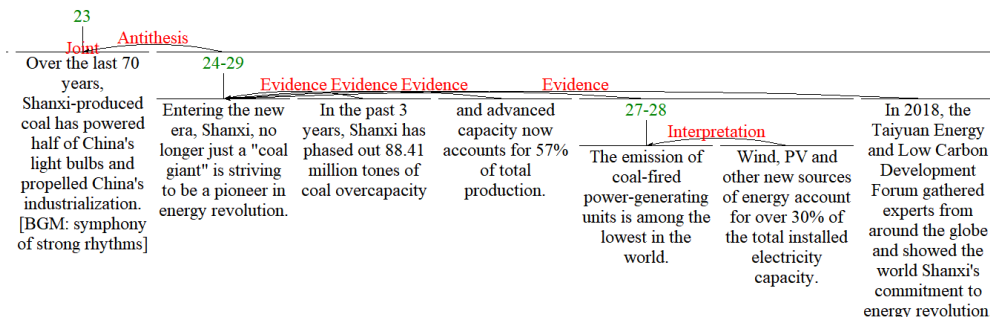 23
Joint
Antithesis
Over the last 70
years,
Shanxi-produced
coal has powered
half of China's
light bulbs and
propelled China's
industrialization.
[BGM: symphony
of strong rhythms]
24-29
Evidence Evidence Evidence Evidence
Entering the new
era, Shanxi, no
longer just a "coal
giant" is striving
to be a pioneer in
energy revolution.
In the past 3
years, Shanxi has
phased out 88.41
million tones of
coal overcapacity
and advanced
capacity now
accounts for 57%
of total
production.
27-28
Interpretation
The emission of
coal-fired
power-generating
units is among the
lowest in the
world.
Wind, PV and
other new sources
of energy account
for over 30% of
the total installed
electricity
capacity.
In 2018, the
Taiyuan Energy
and Low Carbon
Development
Forum gathered
experts from
around the globe
and showed the
world Shanxi's
commitment to
energy revolution